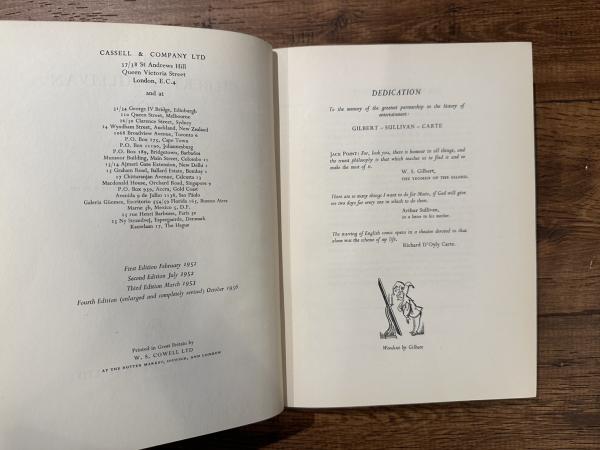 CASSELL & COMPANY LTD
37/38 St Andrews Hill
Queen Victoria Street
London, E.C.4
and at
31/34 George IV Bridge, Edinburgh
210 Queen Street, Melbourne
26/30 Clarence Street, Sydney
24 Wyndham Street, Auckland, New Zealand
1068 Broadview Avenue, Toronto 6
P.O. Box 275, Cape Town
P.O. Box 11190, Johannesburg
P.O. Box 189, Bridgetown, Barbados
Munsoor Building, Main Street, Colombo 11
13/14 Ajmeri Gate Extension, New Delhi 1
15 Graham Road, Ballard Estate, Bombay 1
17 Chittaranjan Avenue, Calcutta
Macdonald House, Orchard Road, Singapore 9
P.O. Box 959, Accra, Gold Coast
Avenida 9 de Julho 1138, São Paulo
Galeria Güemes, Escritorio 454/59 Florida 165, Buenos Aires
Marne 5b, Mexico 5, D.F.
25 rue Henri Barbusse, Paris 5e
25 Ny Strandvej, Espergaerde, Denmark
Kasselaan 17, The Hague
First Edition February 1951
Second Edition July 1952
Third Edition March 1953
Fourth Edition (enlarged and completely revised) October 1956
Printed in Great Britain by
W. S. COWELL LTD
AT THE BUTTER MARKET, IPSWICH, AND LONDON
DEDICATION
To the memory of the greatest partnership in the history of
entertainment:
GILBERT – SULLIVAN – CARTE
JACK POINT: For, look you, there is humour in all things, and
the truest philosophy is that which teaches us to find it and to
make the most of it.
W. S. Gilbert,
THE YEOMEN OF THE GUARD.
There are so many things I want to do for Music, if God will give
me two days for every one in which to do them.
Arthur Sullivan,
in a letter to his mother.
The starring of English comic opera in a theatre devoted to that
alone was the scheme of my life.
Richard D'Oyly Carte.
Woodcut by Gilbert